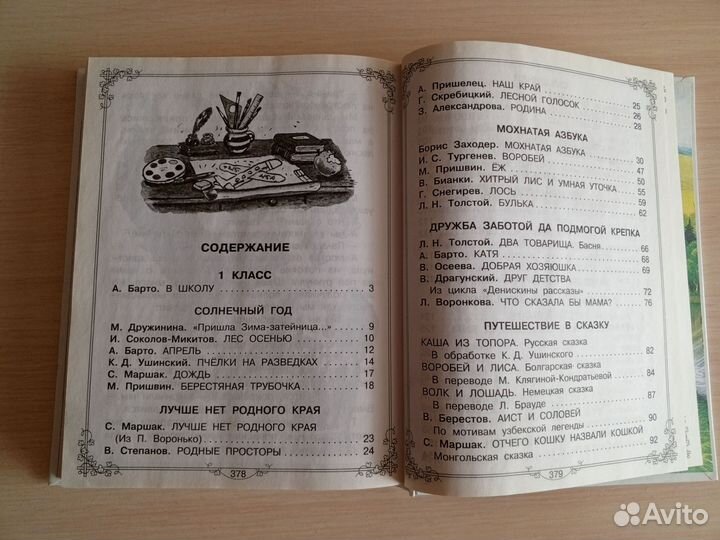 СОДЕРЖАНИЕ
1 КЛАСС
А. Барто. В ШКОЛУ 3
СОЛНЕЧНЫЙ ГОД
М. Дружинина. «Пришла Зима-затейница...» 9
И. Соколов-Микитов. ЛЕС ОСЕНЬЮ 10
А. Барто. АПРЕЛЬ 12
К. Д. Ушинский. ПЧЁЛКИ НА РАЗВЕДКАХ 14
С. Маршак. ДОЖДЬ 17
М. Пришвин. БЕРЕСТЯНАЯ ТРУБОЧКА 18
ЛУЧШЕ НЕТ РОДНОГО КРАЯ
С. Маршак. ЛУЧШЕ НЕТ РОДНОГО КРАЯ
(Из П. Воронько) 23
В. Степанов. РОДНЫЕ ПРОСТОРЫ 24
378
А. Пришелец. НАШ КРАЙ 25
Г. Скребицкий. ЛЕСНОЙ ГОЛОСОК 26
З. Александрова. РОДИНА 28
МОХНАТАЯ АЗБУКА
Борис Заходер. МОХНАТАЯ АЗБУКА 30
И. С. Тургенев. ВОРОБЕЙ 47
М. Пришвин. ЁЖ 50
В. Бианки. ХИТРЫЙ ЛИС И УМНАЯ УТОЧКА 55
Г. Снегирев. ЛОСЬ 59
Л. Н. Толстой. БУЛЬКА 62
ДРУЖБА ЗАБОТОЙ ДА ПОДМОГОЙ КРЕПКА
Л. Н. Толстой. ДВА ТОВАРИЩА. Басня 66
А. Барто. КАТЯ 68
В. Осеева. ДОБРАЯ ХОЗЯЮШКА 69
В. Драгунский. ДРУГ ДЕТСТВА
Из цикла «Денискины рассказы» 72
Л. Воронкова. ЧТО СКАЗАЛА БЫ МАМА? 76
ПУТЕШЕСТВИЕ В СКАЗКУ
КАША ИЗ ТОПОРА. Русская сказка
В обработке К. Д. Ушинского 82
ВОРОБЕЙ И ЛИСА. Болгарская сказка
В переводе М. Клягиной-Кондратьевой 84
ВОЛК И ЛОШАДЬ. Немецкая сказка
В переводе Л. Брауде 87
В. Берестов. АИСТ И СОЛОВЕЙ
По мотивам узбекской легенды 90
С. Маршак. ОТЧЕГО КОШКУ НАЗВАЛИ КОШКОЙ
Монгольская сказка 92
379
Avito